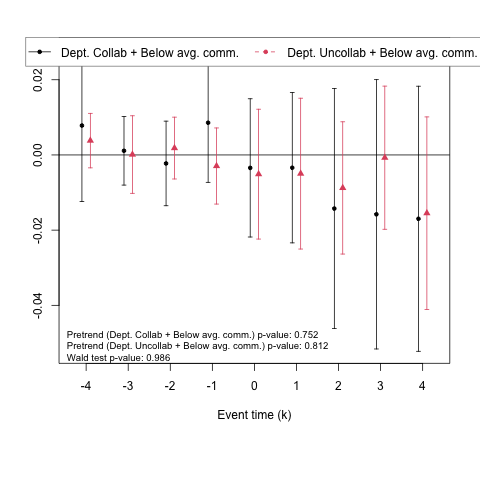 Dept. Collab + Below avg. comm. Dept. Uncollab + Below avg. comm.
0.02
0.00
-0.02
-0.04
Pretrend (Dept. Collab + Below avg. comm.) p-value: 0.752
Pretrend (Dept. Uncollab + Below avg. comm.) p-value: 0.812
Wald test p-value: 0.986
-4 -3 -2 -1 0 1 2 3 4
Event time (k)